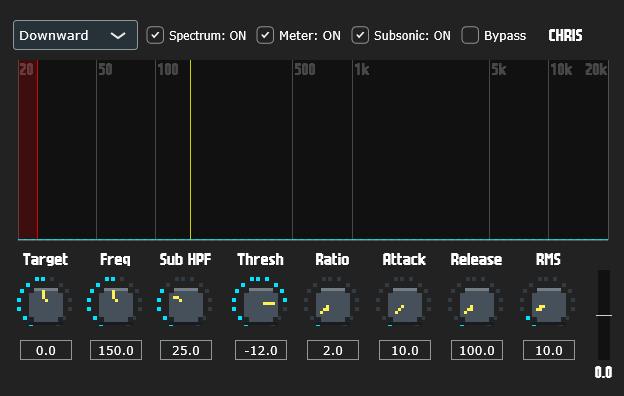 Downward Spectrum: ON Meter: ON Subsonic: ON Bypass CHRIS
20 50 100 500 1k 5k 10k 20k
Target Freq Sub HPF Thresh Ratio Attack Release RMS
0.0 150.0 25.0 -12.0 2.0 10.0 100.0 10.0
0.0